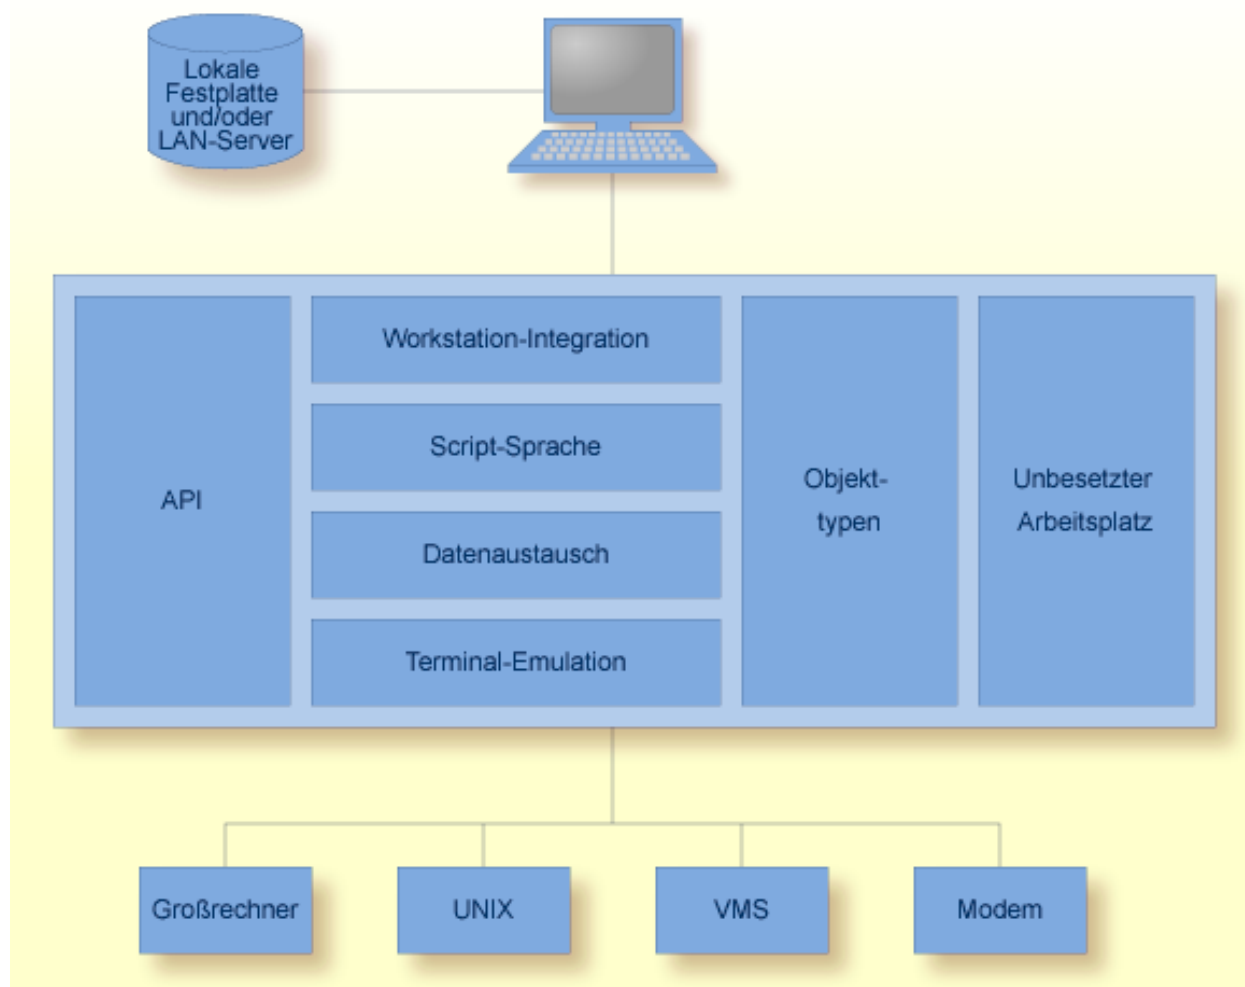 Lokale
Festplatte
und/oder
LAN-Server
API
Workstation-Integration
Script-Sprache
Datenaustausch
Terminal-Emulation
Objekt-
typen
Unbesetzter
Arbeitsplatz
Großrechner
UNIX
VMS
Modem